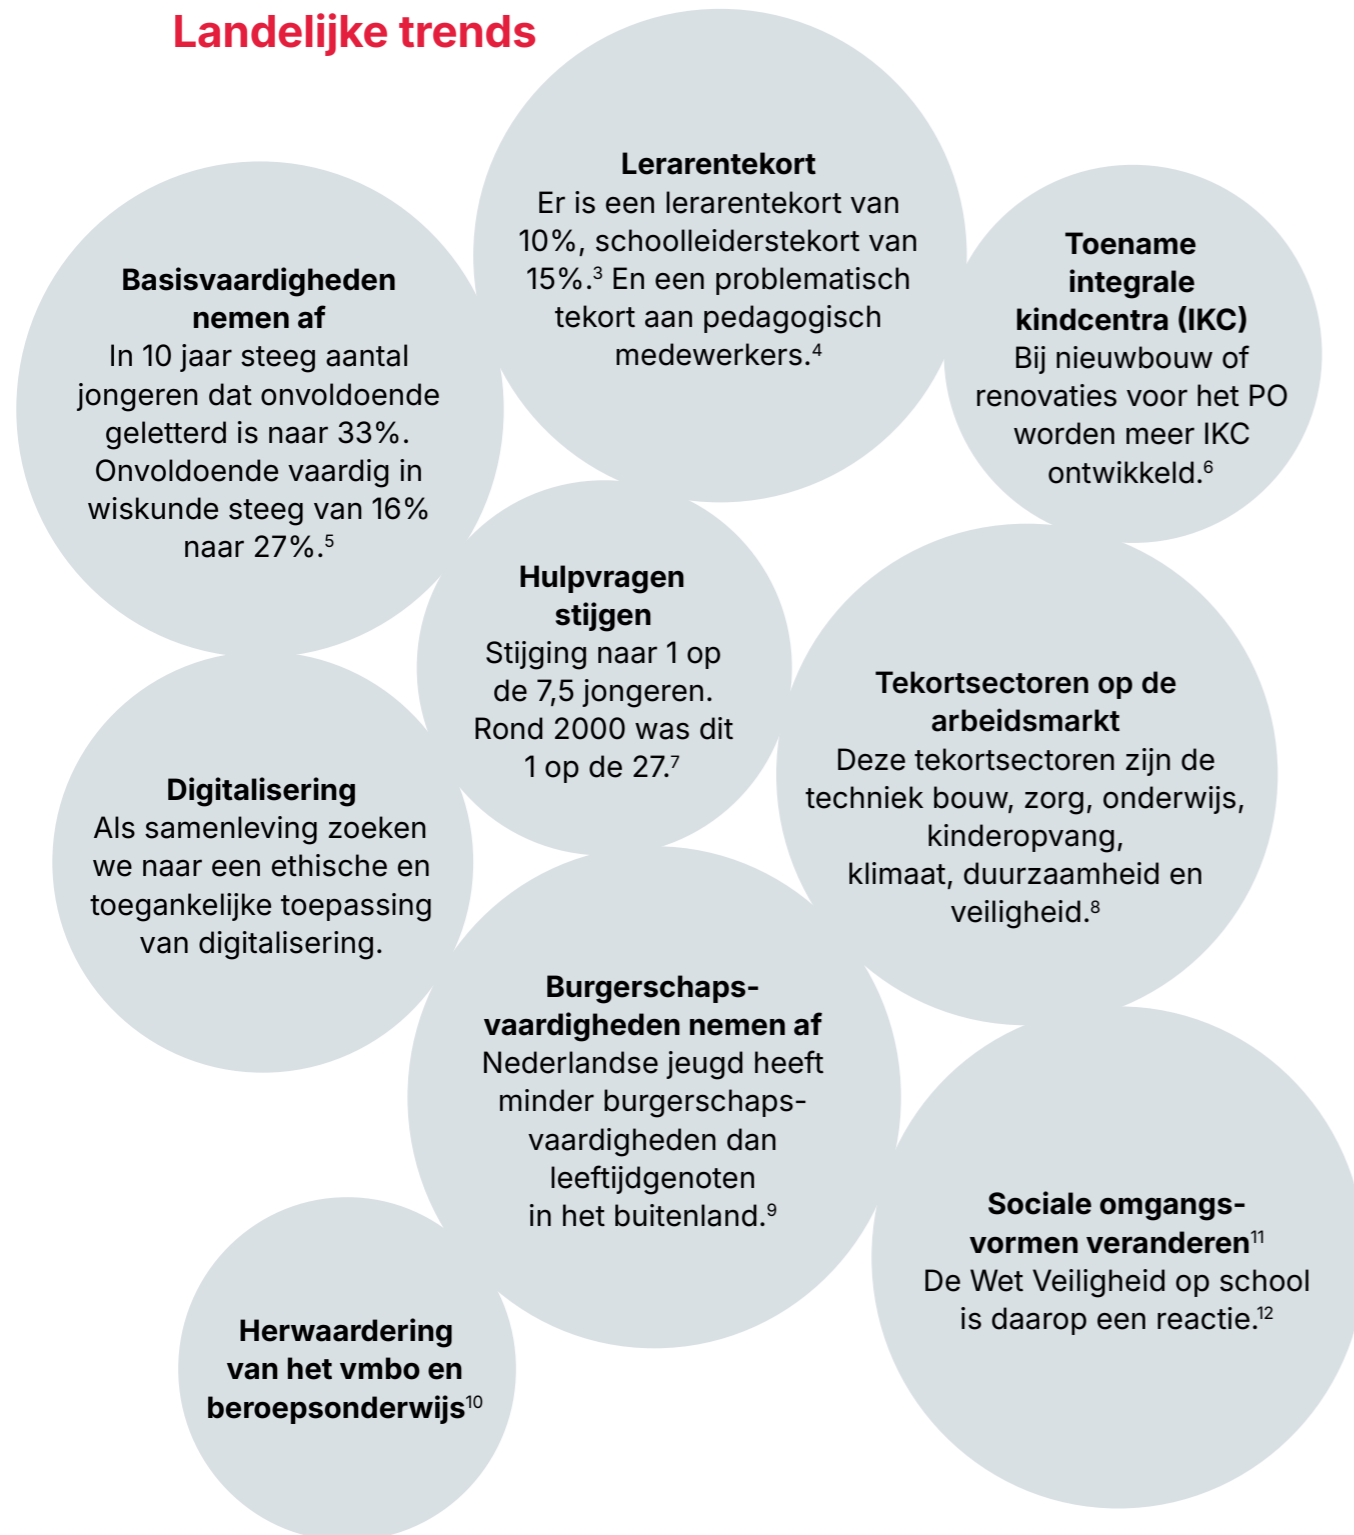 Landelijke trends
Lerarentekort
Er is een lerarentekort van
10%, schoolleiderstekort van
15%.³ En een problematisch
tekort aan pedagogisch
medewerkers.⁴
Toename
integrale
kindcentra (IKC)
Bij nieuwbouw of
renovaties voor het PO
worden meer IKC
ontwikkeld.⁶
Basisvaardigheden
nemen af
In 10 jaar steeg aantal
jongeren dat onvoldoende
geletterd is naar 33%.
Onvoldoende vaardig in
wiskunde steeg van 16%
naar 27%.⁵
Hulpvragen
stijgen
Stijging naar 1 op
de 7,5 jongeren.
Rond 2000 was dit
1 op de 27.⁷
Tekortsectoren op de
arbeidsmarkt
Deze tekortsectoren zijn de
techniek bouw, zorg, onderwijs,
kinderopvang,
klimaat, duurzaamheid en
veiligheid.⁸
Digitalisering
Als samenleving zoeken
we naar een ethische en
toegankelijke toepassing
van digitalisering.
Burgerschaps-
vaardigheden nemen af
Nederlandse jeugd heeft
minder burgerschaps-
vaardigheden dan
leeftijdgenoten
in het buitenland.⁹
Sociale omgangs-
vormen veranderen¹¹
De Wet Veiligheid op school
is daarop een reactie.¹²
Herwaardering
van het vmbo en
beroepsonderwijs¹⁰